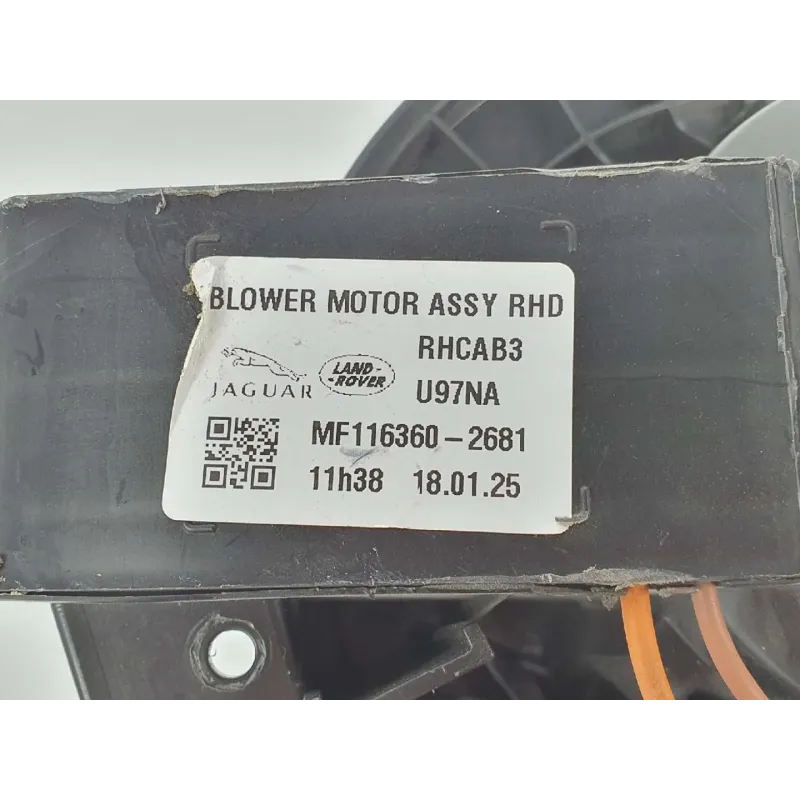 BLOWER MOTOR ASSY RHD
RHCAB3
JAGUAR
LAND-
-ROVER
U97NA
MF116360-2681
11h38 18.01.25